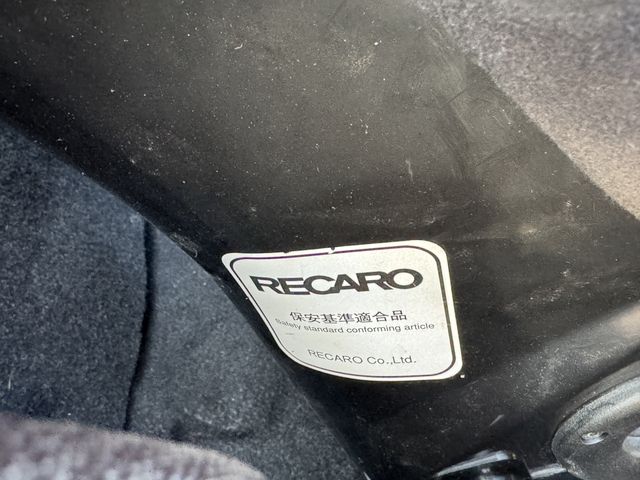 RECARO
保安基準適合品
Safety standard conforming article
RECARO Co.,Ltd.